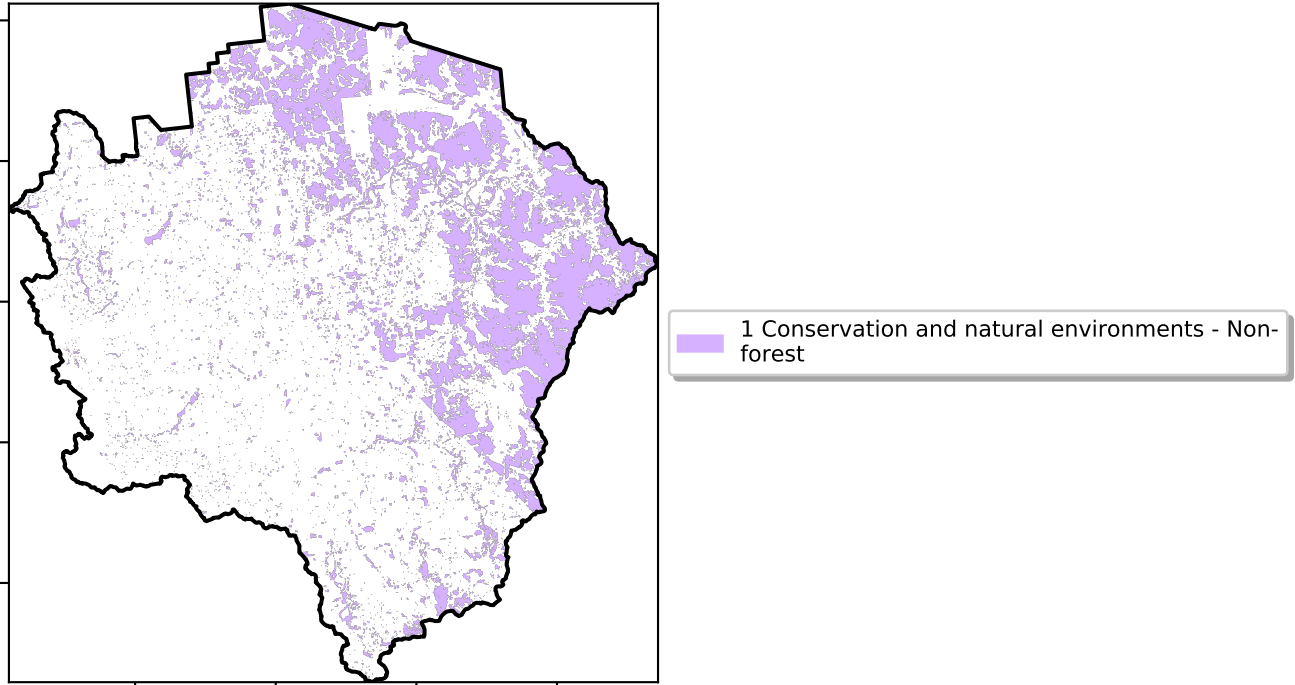 1 Conservation and natural environments - Non-
forest